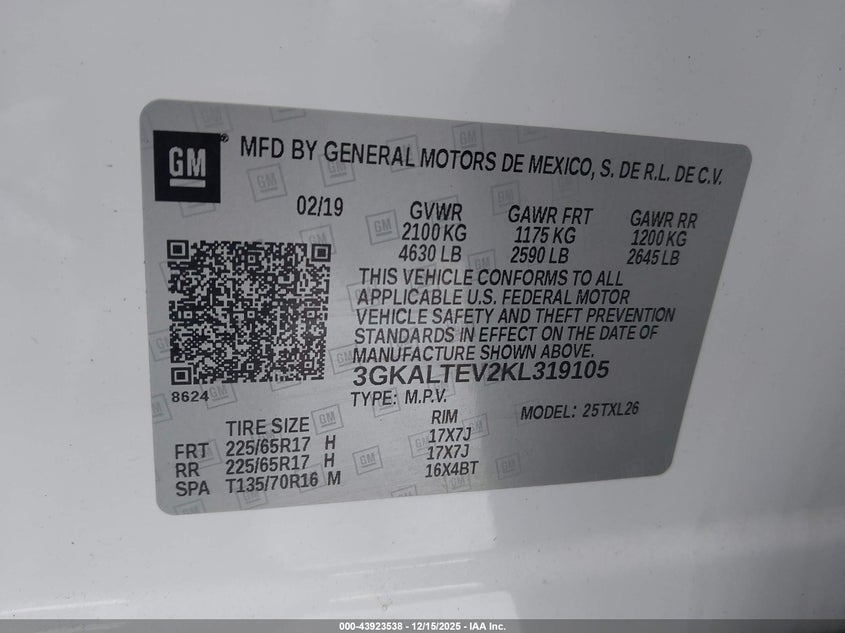 GM ® MFD BY GENERAL MOTORS DE MEXICO, S. DE R.L. DE C.V.
02/19 GVWR GAWR FRT GAWR RR
2100 KG 1175 KG 1200 KG
4630 LB 2590 LB 2645 LB
THIS VEHICLE CONFORMS TO ALL
APPLICABLE U.S. FEDERAL MOTOR
VEHICLE SAFETY AND THEFT PREVENTION
STANDARDS IN EFFECT ON THE DATE OF
MANUFACTURE SHOWN ABOVE.
3GKALTEV2KL319105
8624 TYPE: M.P.V. MODEL: 25TXL26
TIRE SIZE RIM
FRT 225/65R17 H 17X7J
RR 225/65R17 H 17X7J
SPA T135/70R16 M 16X4BT
000-43923538 - 12/15/2025 - IAA Inc.